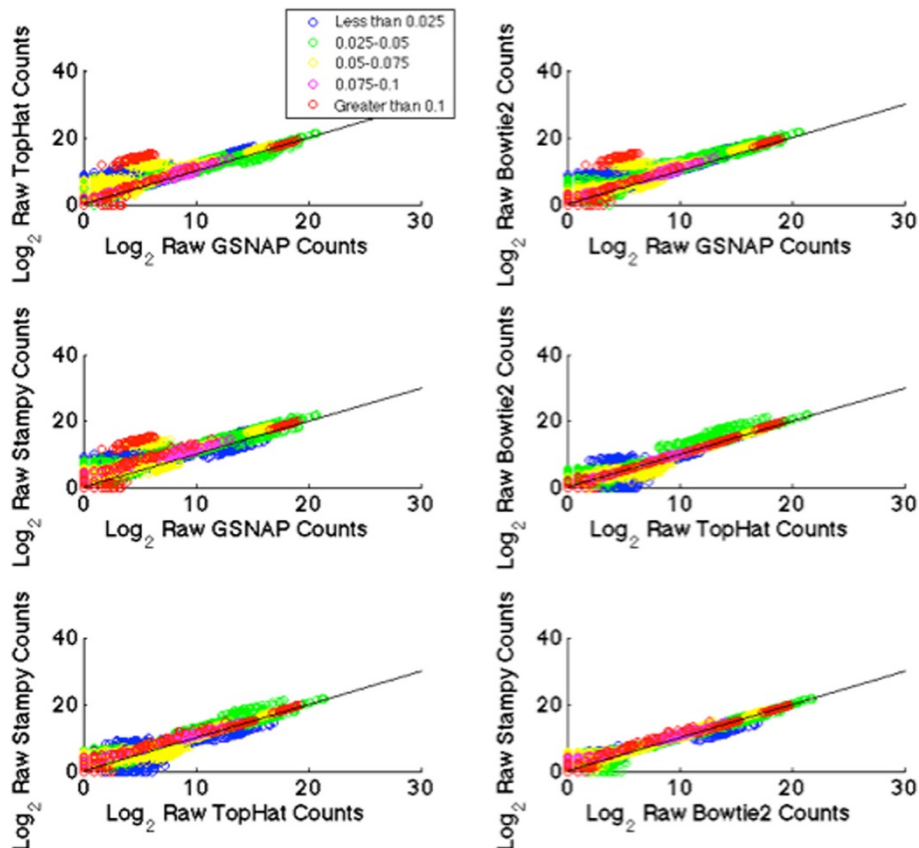 Less than 0.025
0.025-0.05
0.05-0.075
0.075-0.1
Greater than 0.1
Log2 Raw TopHat Counts
40
20
0
0 10 20 30
Log2 Raw GSNAP Counts
Log2 Raw Bowtie2 Counts
40
20
0
0 10 20 30
Log2 Raw GSNAP Counts
Log2 Raw Stampy Counts
40
20
0
0 10 20 30
Log2 Raw GSNAP Counts
Log2 Raw Bowtie2 Counts
40
20
0
0 10 20 30
Log2 Raw TopHat Counts
Log2 Raw Stampy Counts
40
20
0
0 10 20 30
Log2 Raw TopHat Counts
Log2 Raw Stampy Counts
40
20
0
0 10 20 30
Log2 Raw Bowtie2 Counts